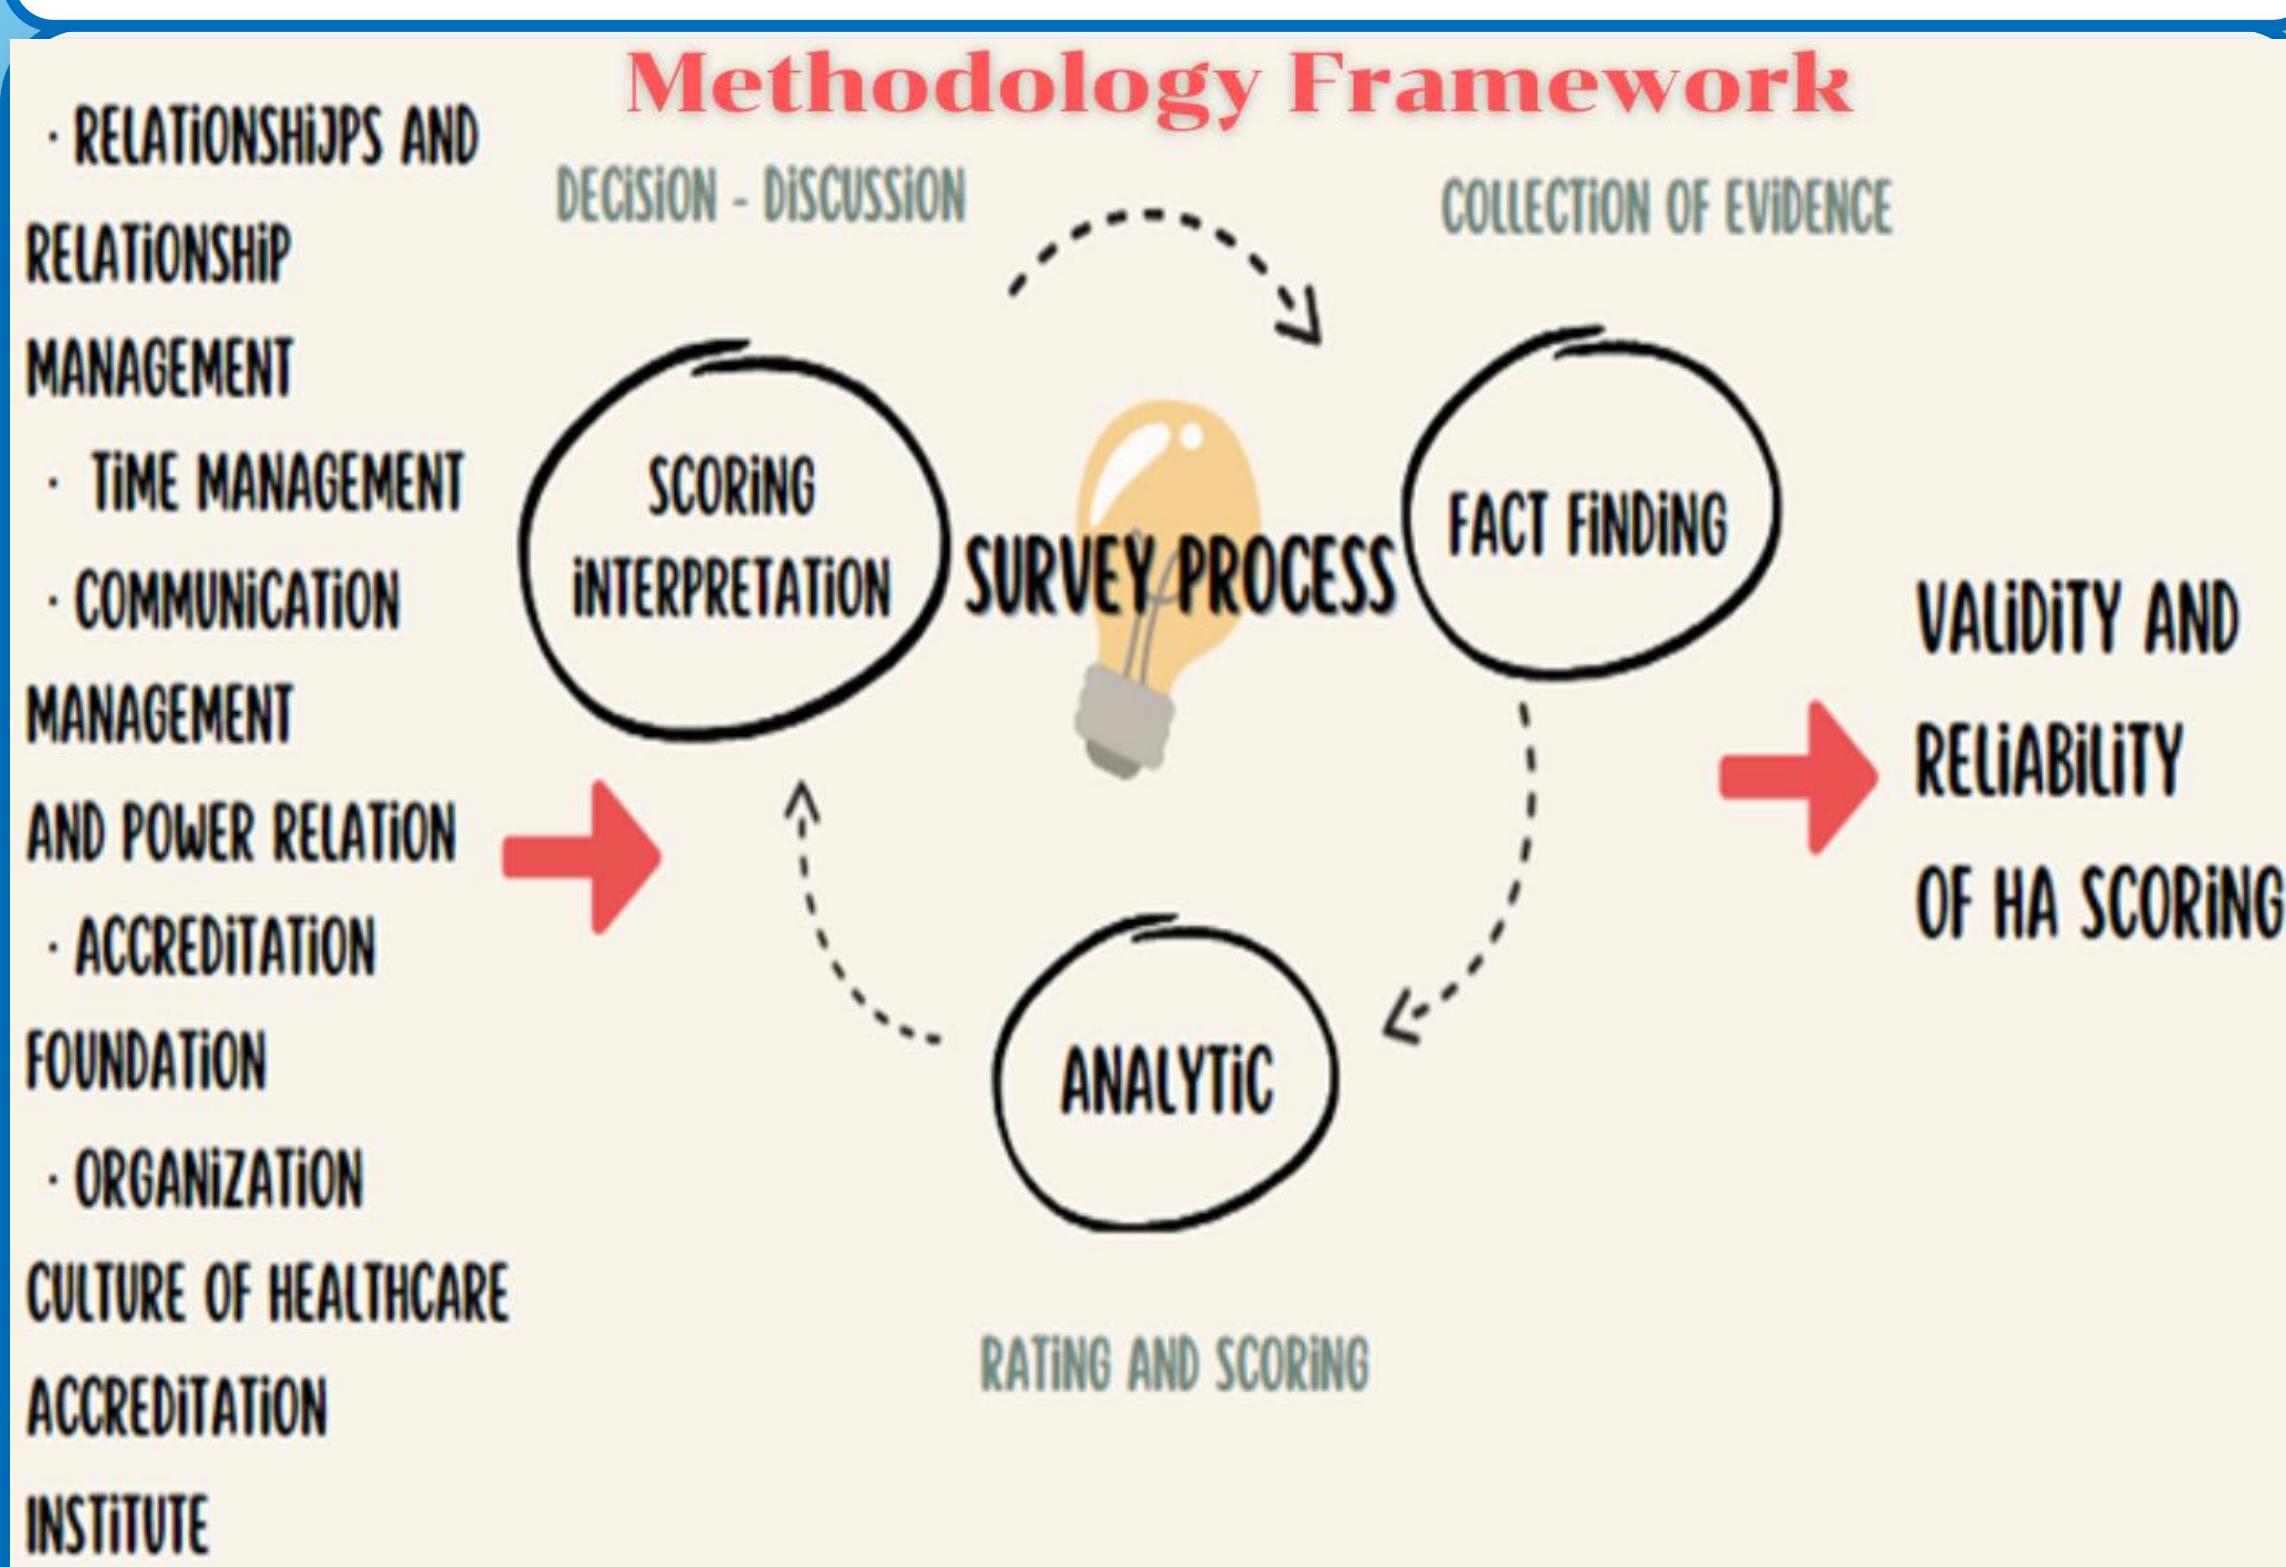 Methodology Framework
· RELATiONSHiJPS AND
RELATiONSHiP
MANAGEMENT
· TiME MANAGEMENT
· COMMUNiCATiON
MANAGEMENT
AND POWER RELATiON
· ACCREDiTATiON
FOUNDATiON
· ORGANiZATiON
CULTURE OF HEALTHCARE
ACCREDiTATiON
iNSTiTUTE
DECiSiON - DiSCUSSiON
COLLECTiON OF EViDENCE
SCORiNG
iNTERPRETATiON
SURVEY PROCESS
FACT FiNDiNG
ANALYTiC
RATiNG AND SCORiNG
VALiDiTY AND
RELiABiLiTY
OF HA SCORiNG